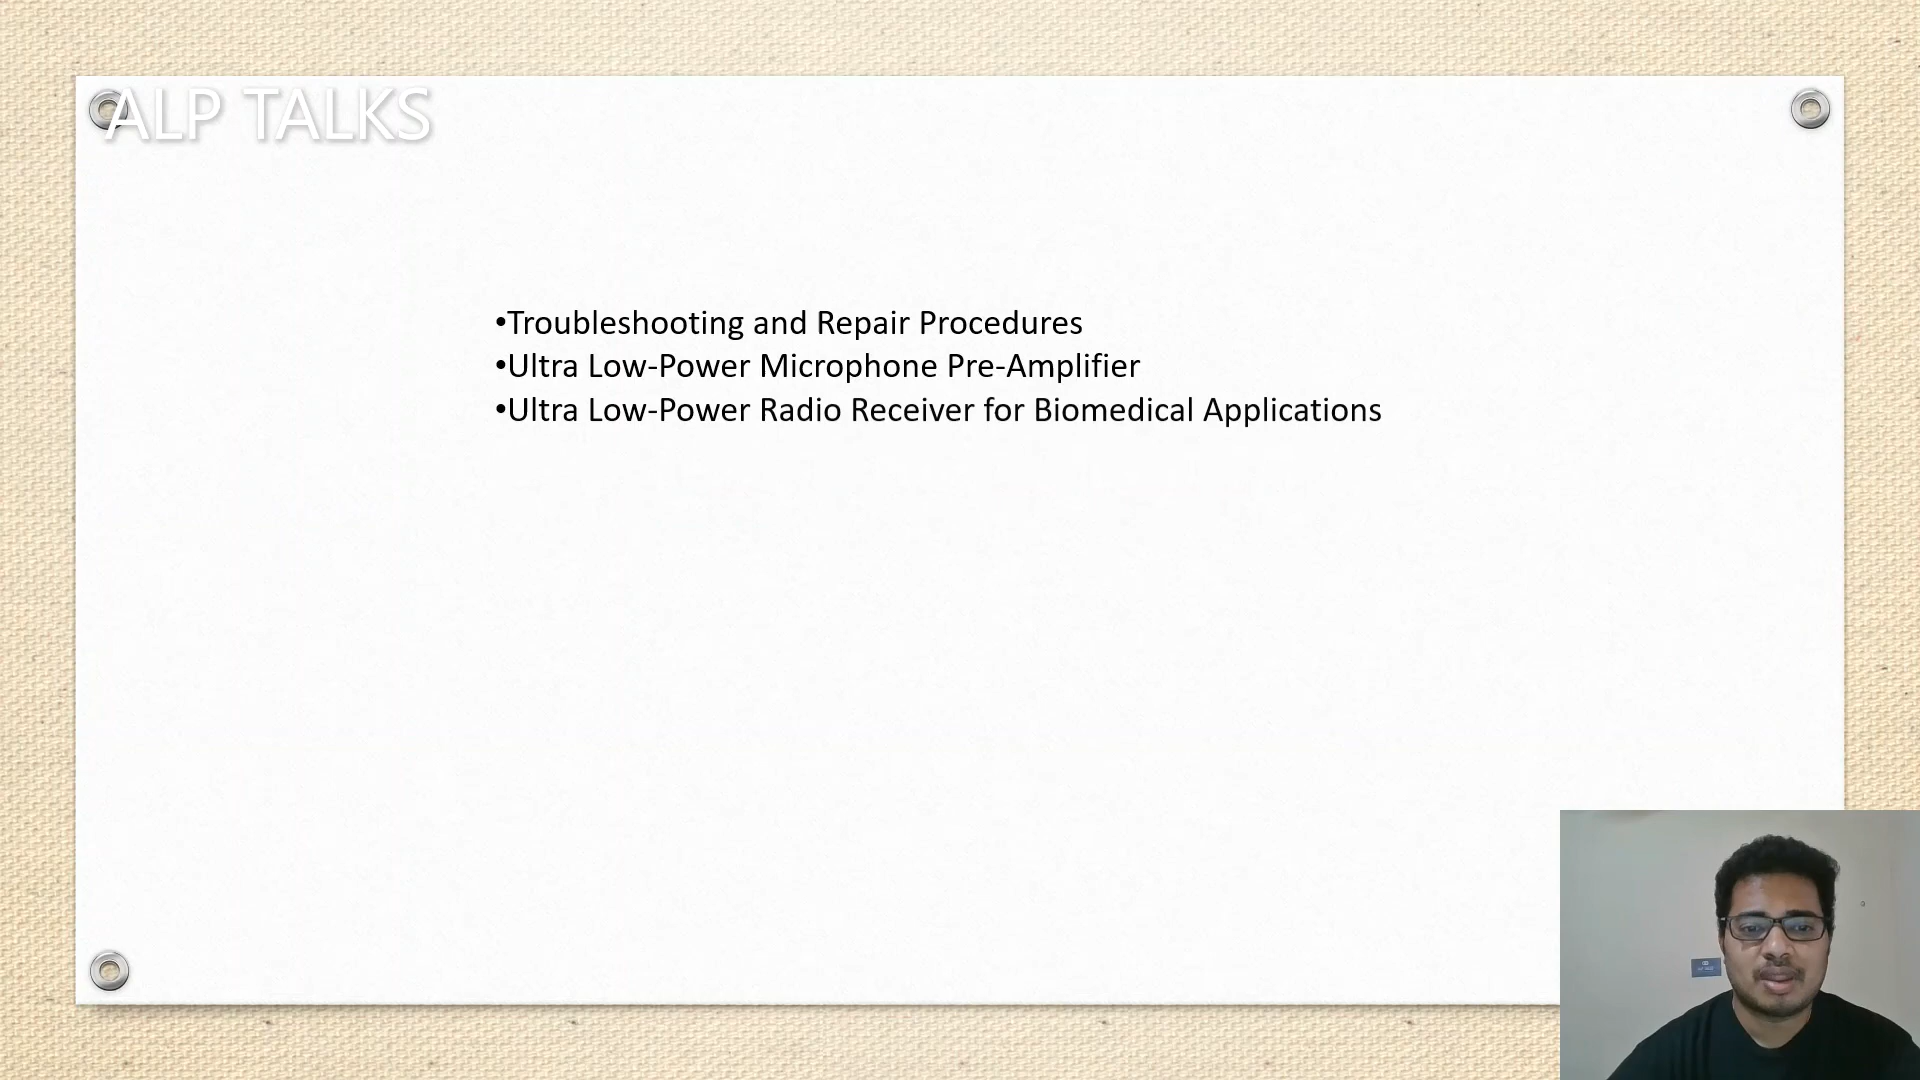 ALP TALKS
•Troubleshooting and Repair Procedures
•Ultra Low-Power Microphone Pre-Amplifier
•Ultra Low-Power Radio Receiver for Biomedical Applications